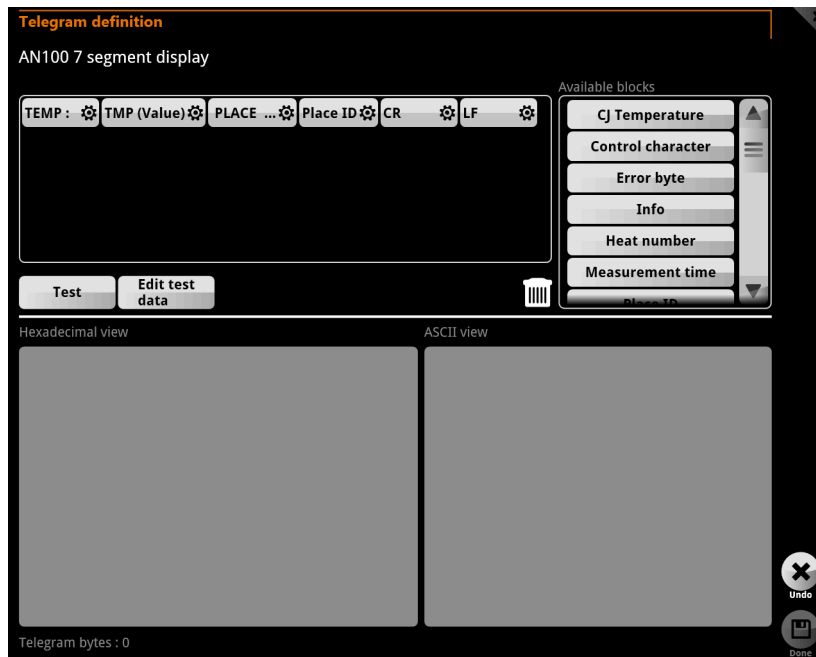 Telegram definition
AN100 7 segment display
Available blocks
TEMP : TMP (Value) PLACE ... Place ID CR LF
CJ Temperature
Control character
Error byte
Info
Heat number
Measurement time
Place ID
Test
Edit test
data
Hexadecimal view
ASCII view
Telegram bytes : 0
Undo
Done